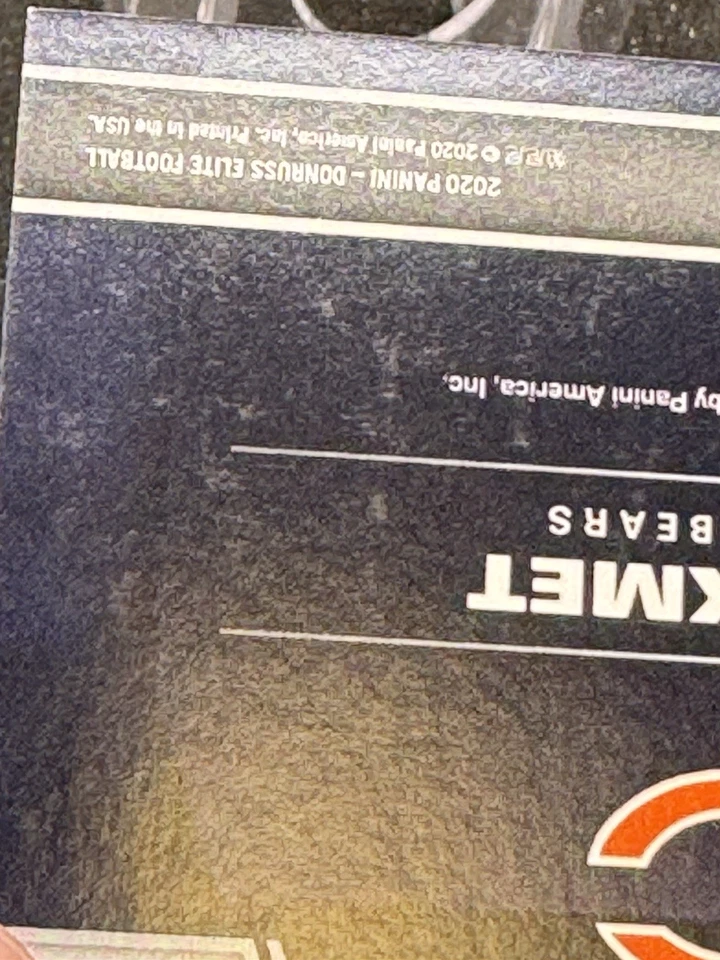 KMET
BEARS
by Panini America, Inc.
2020 PANINI – DONRUSS ELITE FOOTBALL
© 2020 Panini America, Inc. Printed in the USA.